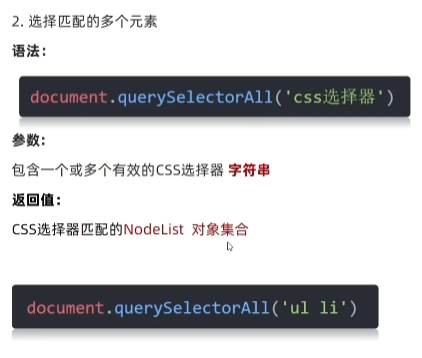 2. 选择匹配的多个元素
语法：
document.querySelectorAll('css选择器')
参数：
包含一个或多个有效的CSS选择器 字符串
返回值：
CSS选择器匹配的NodeList 对象集合
document.querySelectorAll('ul li')